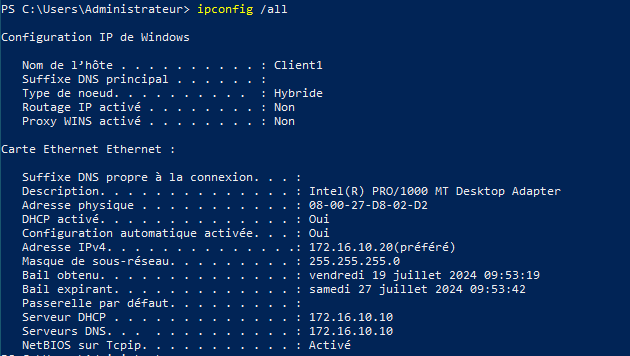 PS C:\Users\Administrateur> ipconfig /all
Configuration IP de Windows
Nom de l’hôte . . . . . . . . . . : Client1
Suffixe DNS principal . . . . . . :
Type de noeud. . . . . . . . . .  : Hybride
Routage IP activé . . . . . . . . : Non
Proxy WINS activé . . . . . . . . : Non
Carte Ethernet Ethernet :
Suffixe DNS propre à la connexion. . . :
Description. . . . . . . . . . . . . . : Intel(R) PRO/1000 MT Desktop Adapter
Adresse physique . . . . . . . . . . . : 08-00-27-D8-02-D2
DHCP activé. . . . . . . . . . . . . . : Oui
Configuration automatique activée. . . : Oui
Adresse IPv4. . . . . . . . . . . . . .: 172.16.10.20(préféré)
Masque de sous-réseau. . . . . . . . . : 255.255.255.0
Bail obtenu. . . . . . . . . . . . . . : vendredi 19 juillet 2024 09:53:19
Bail expirant. . . . . . . . . . . . . : samedi 27 juillet 2024 09:53:42
Passerelle par défaut. . . . . . . . . :
Serveur DHCP . . . . . . . . . . . . . : 172.16.10.10
Serveurs DNS. . .  . . . . . . . . . . : 172.16.10.10
NetBIOS sur Tcpip. . . . . . . . . . . : Activé